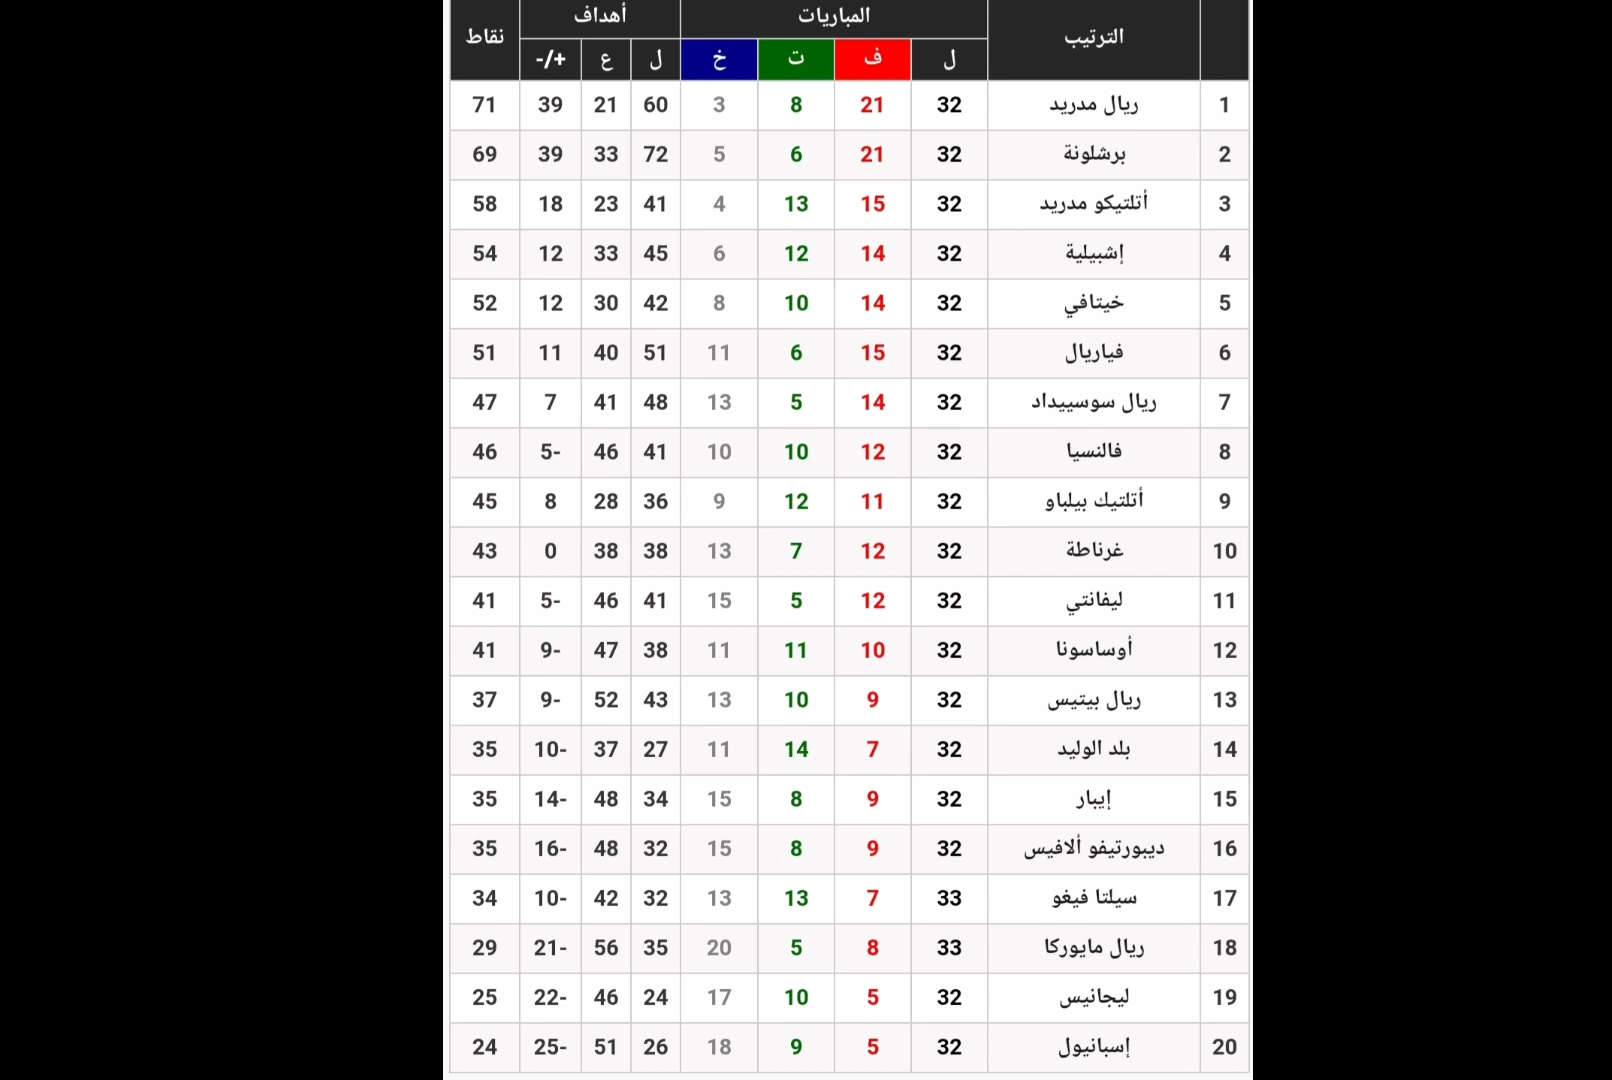 الترتيب المباريات أهداف نقاط
ل ف ت خ ل ع +/-
1 ريال مدريد 32 21 8 3 60 21 39 71
2 برشلونة 32 21 6 5 72 33 39 69
3 أتلتيكو مدريد 32 15 13 4 41 23 18 58
4 إشبيلية 32 14 12 6 45 33 12 54
5 خيتافي 32 14 10 8 42 30 12 52
6 فياريال 32 15 6 11 51 40 11 51
7 ريال سوسييداد 32 14 5 13 48 41 7 47
8 فالنسيا 32 12 10 10 41 46 5- 46
9 أتلتيك بيلباو 32 11 12 9 36 28 8 45
10 غرناطة 32 12 7 13 38 38 0 43
11 ليفانتي 32 12 5 15 41 46 5- 41
12 أوساسونا 32 10 11 11 38 47 9- 41
13 ريال بيتيس 32 9 10 13 43 52 9- 37
14 بلد الوليد 32 7 14 11 27 37 10- 35
15 إيبار 32 9 8 15 34 48 14- 35
16 ديبورتيفو ألافيس 32 9 8 15 32 48 16- 35
17 سيلتا فيغو 33 7 13 13 32 42 10- 34
18 ريال مايوركا 33 8 5 20 35 56 21- 29
19 ليجانيس 32 5 10 17 24 46 22- 25
20 إسبانيول 32 5 9 18 26 51 25- 24